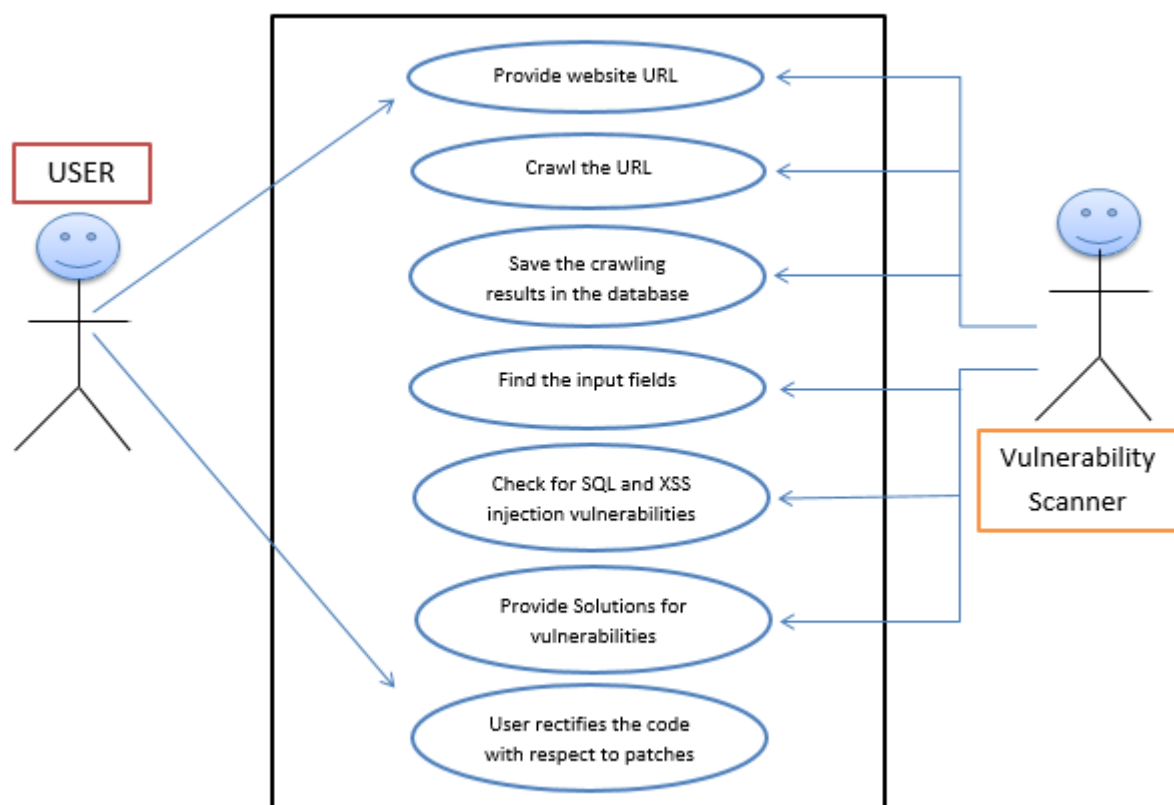 Provide website URL
USER
Crawl the URL
Save the crawling
results in the database
Find the input fields
Check for SQL and XSS
injection vulnerabilities
Vulnerability
Scanner
Provide Solutions for
vulnerabilities
User rectifies the code
with respect to patches